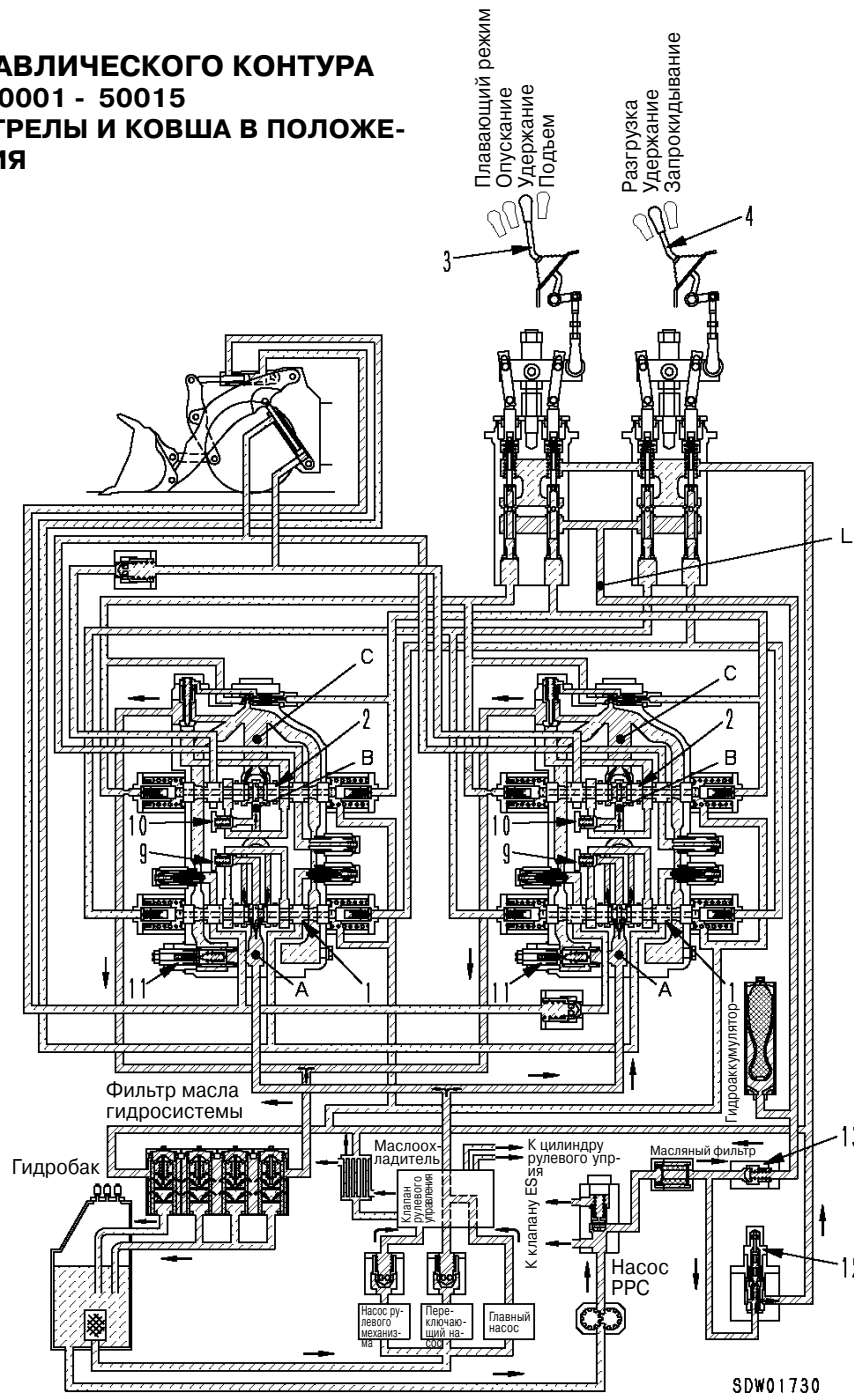 АВЛИЧЕСКОГО КОНТУРА
0001 - 50015
ТРЕЛЫ И КОВША В ПОЛОЖЕ-
ИЯ
Плавающий режим
Опускание
Удержание
Подъем
Разгрузка
Удержание
Запрокидывание
3
4
L
C
2
B
10
9
11
A
1
C
2
B
10
9
11
A
1
Гидроаккумулятор
Фильтр масла
гидросистемы
Гидробак
Маслоох-
ладитель
К цилиндру
рулевого упр-
ия
Клапан
рулевого
управления
К клапану ESия
Масляный фильтр
13
12
Насос
PPC
Насос ру-
левого
механиз-
ма
Пере-
ключаю-
щий на-
сос
Главный
насос
SDW01730